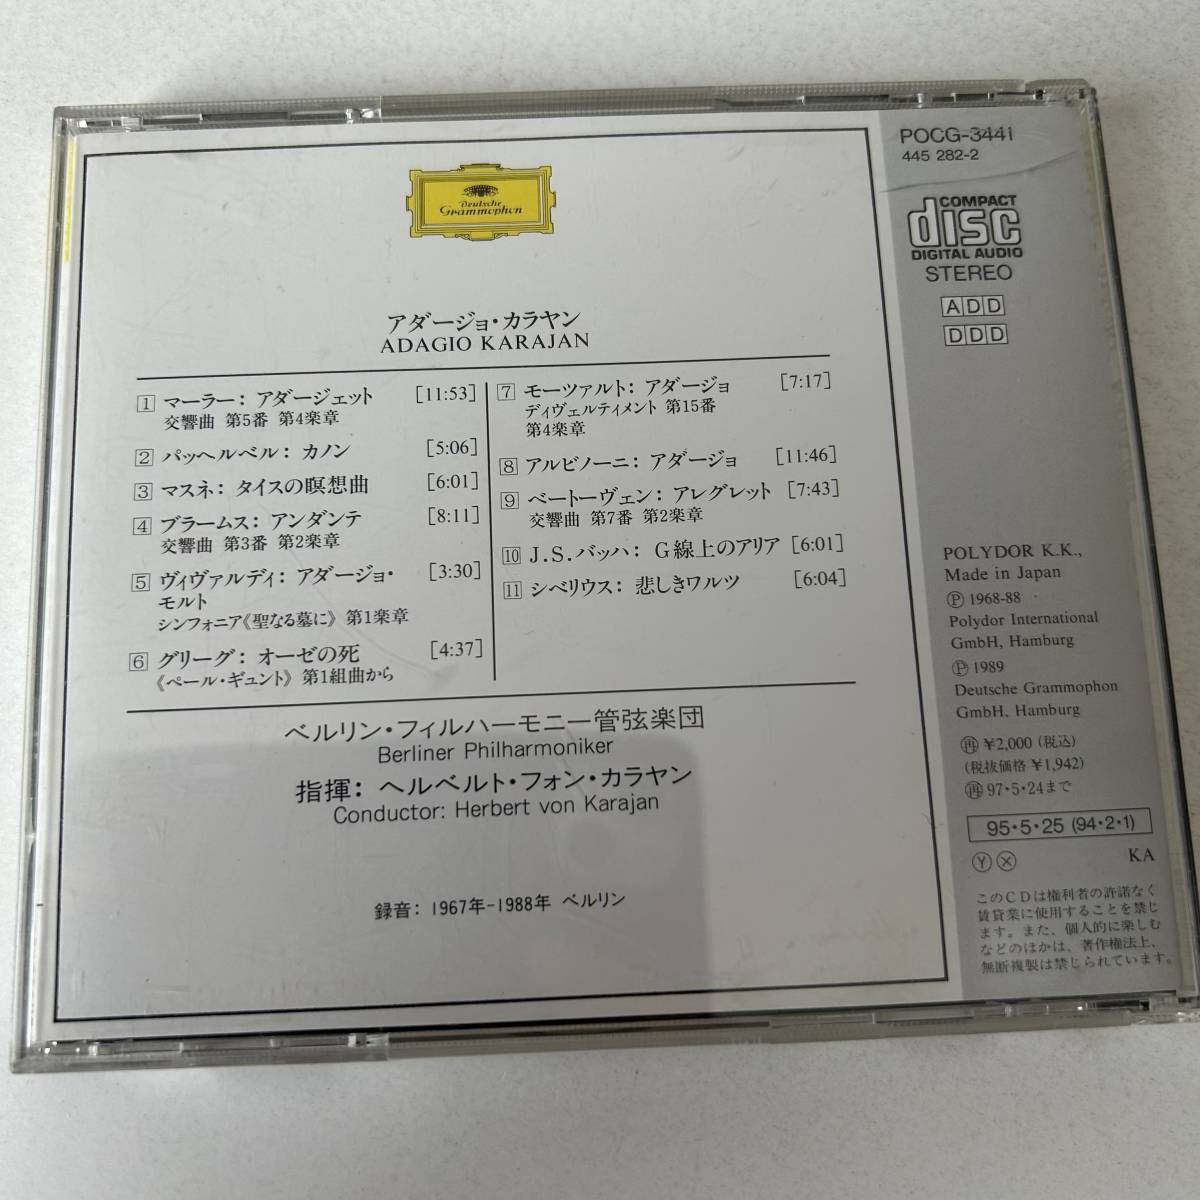 Deutsche
Grammophon
アダージョ・カラヤン
ADAGIO KARAJAN
1 マーラー: アダージェット [11:53]
交響曲 第5番 第4楽章
2 パッヘルベル: カノン [5:06]
3 マスネ: タイスの瞑想曲 [6:01]
4 ブラームス: アンダンテ [8:11]
交響曲 第3番 第2楽章
5 ヴィヴァルディ: アダージョ・ [3:30]
モルト
シンフォニア《聖なる墓に》 第1楽章
6 グリーグ: オーゼの死 [4:37]
《ペール・ギュント》 第1組曲から
7 モーツァルト: アダージョ [7:17]
ディヴェルティメント 第15番
第4楽章
8 アルビノーニ: アダージョ [11:46]
9 ベートーヴェン: アレグレット [7:43]
交響曲 第7番 第2楽章
10 J.S.バッハ: G線上のアリア [6:01]
11 シベリウス: 悲しきワルツ [6:04]
ベルリン・フィルハーモニー管弦楽団
Berliner Philharmoniker
指揮: ヘルベルト・フォン・カラヤン
Conductor: Herbert von Karajan
録音: 1967年-1988年 ベルリン
POCG-3441
445 282-2
COMPACT
disc
DIGITAL AUDIO
STEREO
ADD
DDD
POLYDOR K.K.,
Made in Japan
Ⓟ 1968-88
Polydor International
GmbH, Hamburg
Ⓟ 1989
Deutsche Grammophon
GmbH, Hamburg
㊖ ¥2,000 (税込)
(税抜価格 ¥1,942)
㊖ 97・5・24まで
95・5・25 (94・2・1)
Ⓨ Ⓧ KA
このCDは権利者の許諾なく
賃貸業に使用することを禁じ
ます。また、個人的に楽しむ
などのほかは、著作権法上、
無断複製は禁じられています。